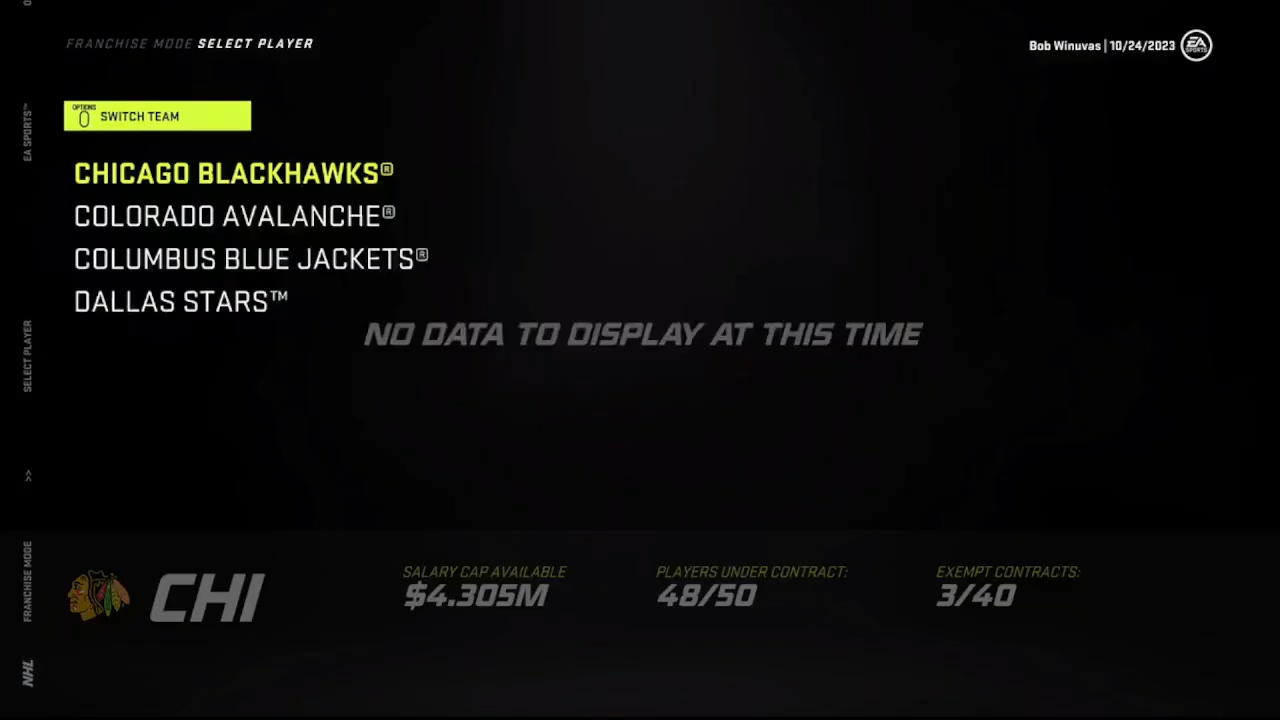 FRANCHISE MODE SELECT PLAYER
Bob Winuvas | 10/24/2023
EA SPORTS
OPTIONS
SWITCH TEAM
CHICAGO BLACKHAWKS®
COLORADO AVALANCHE®
COLUMBUS BLUE JACKETS®
DALLAS STARS™
NO DATA TO DISPLAY AT THIS TIME
CHI
SALARY CAP AVAILABLE
$4.305M
PLAYERS UNDER CONTRACT:
48/50
EXEMPT CONTRACTS:
3/40
NHL
FRANCHISE MODE
>>
SELECT PLAYER
EA SPORTS™